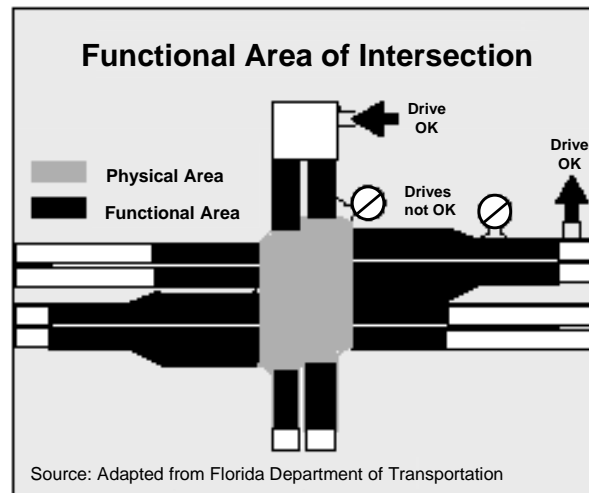 Functional Area of Intersection
Drive
OK
Drive
OK
Physical Area
Drives
not OK
Functional Area
Source: Adapted from Florida Department of Transportation